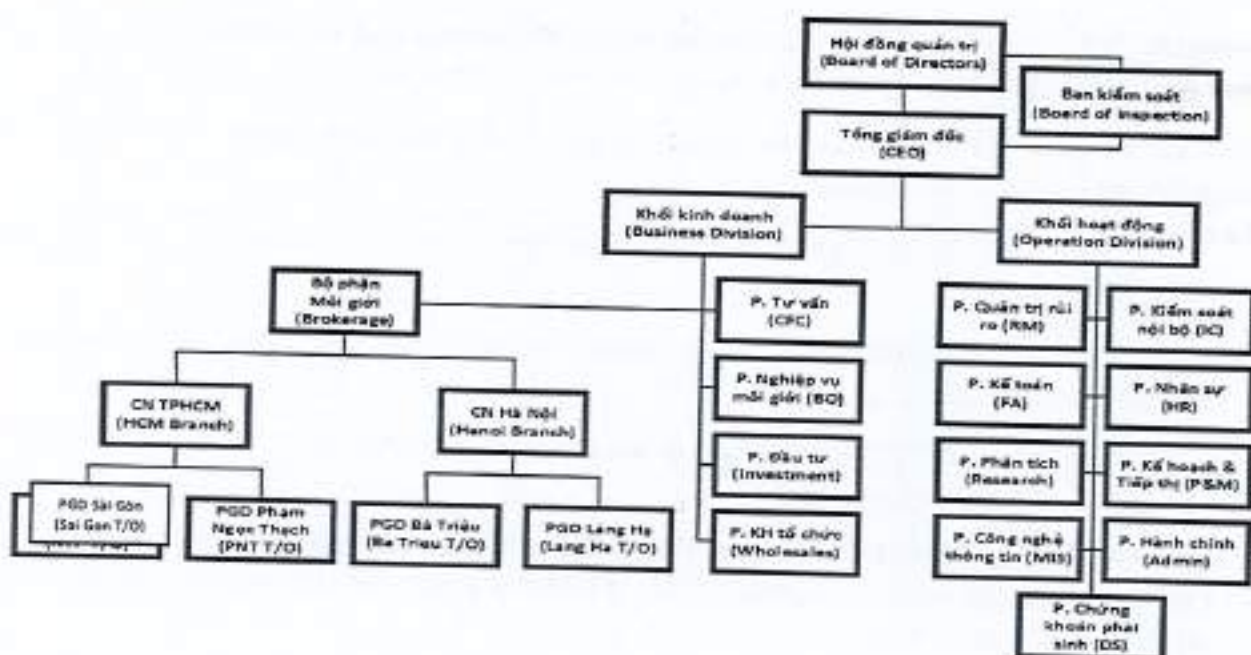 Hội đồng quản trị
(Board of Directors)
Ban kiểm soát
(Board of Inspection)
Tổng giám đốc
(CEO)
Khối kinh doanh
(Business Division)
Khối hoạt động
(Operation Division)
Bộ phận
Môi giới
(Brokerage)
P. Tư vấn
(CFC)
P. Quản trị rủi
ro (RM)
P. Kiểm soát
nội bộ (IC)
CN TPHCM
(HCM Branch)
CN Hà Nội
(Hanoi Branch)
P. Nghiệp vụ
môi giới (BO)
P. Kế toán
(FA)
P. Nhân sự
(HR)
P. Đầu tư
(Investment)
P. Phân tích
(Research)
P. Kế hoạch &
Tiếp thị (P&M)
PGD Sài Gòn
(Sai Gon T/O)
PGD Phạm
Ngọc Thạch
(PNT T/O)
PGD Bà Triệu
(Ba Trieu T/O)
PGD Lang Ha
(Lang Ha T/O)
P. KH tổ chức
(Wholesales)
P. Công nghệ
thông tin (MIS)
P. Hành chính
(Admin)
P. Chứng
khoán phái
sinh (DS)